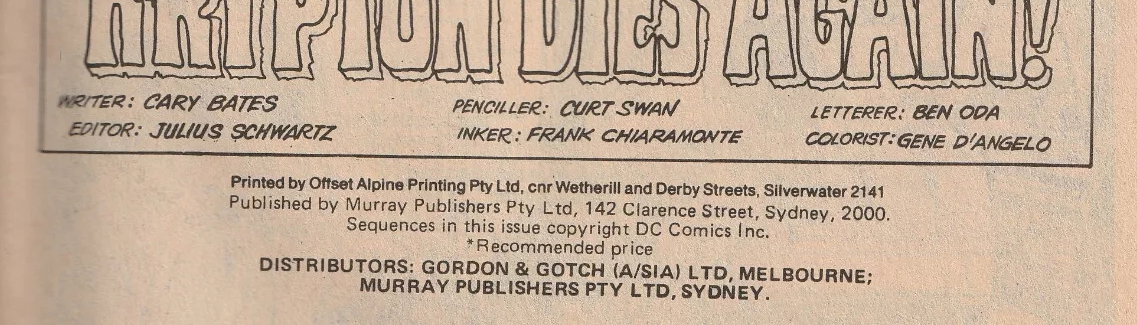 KRYPTON DIES AGAIN!
WRITER: CARY BATES
EDITOR: JULIUS SCHWARTZ
PENCILLER: CURT SWAN
INKER: FRANK CHIARAMONTE
LETTERER: BEN ODA
COLORIST: GENE D'ANGELO
Printed by Offset Alpine Printing Pty Ltd, cnr Wetherill and Derby Streets, Silverwater 2141
Published by Murray Publishers Pty Ltd, 142 Clarence Street, Sydney, 2000.
Sequences in this issue copyright DC Comics Inc.
*Recommended price
DISTRIBUTORS: GORDON & GOTCH (A/SIA) LTD, MELBOURNE;
MURRAY PUBLISHERS PTY LTD, SYDNEY.